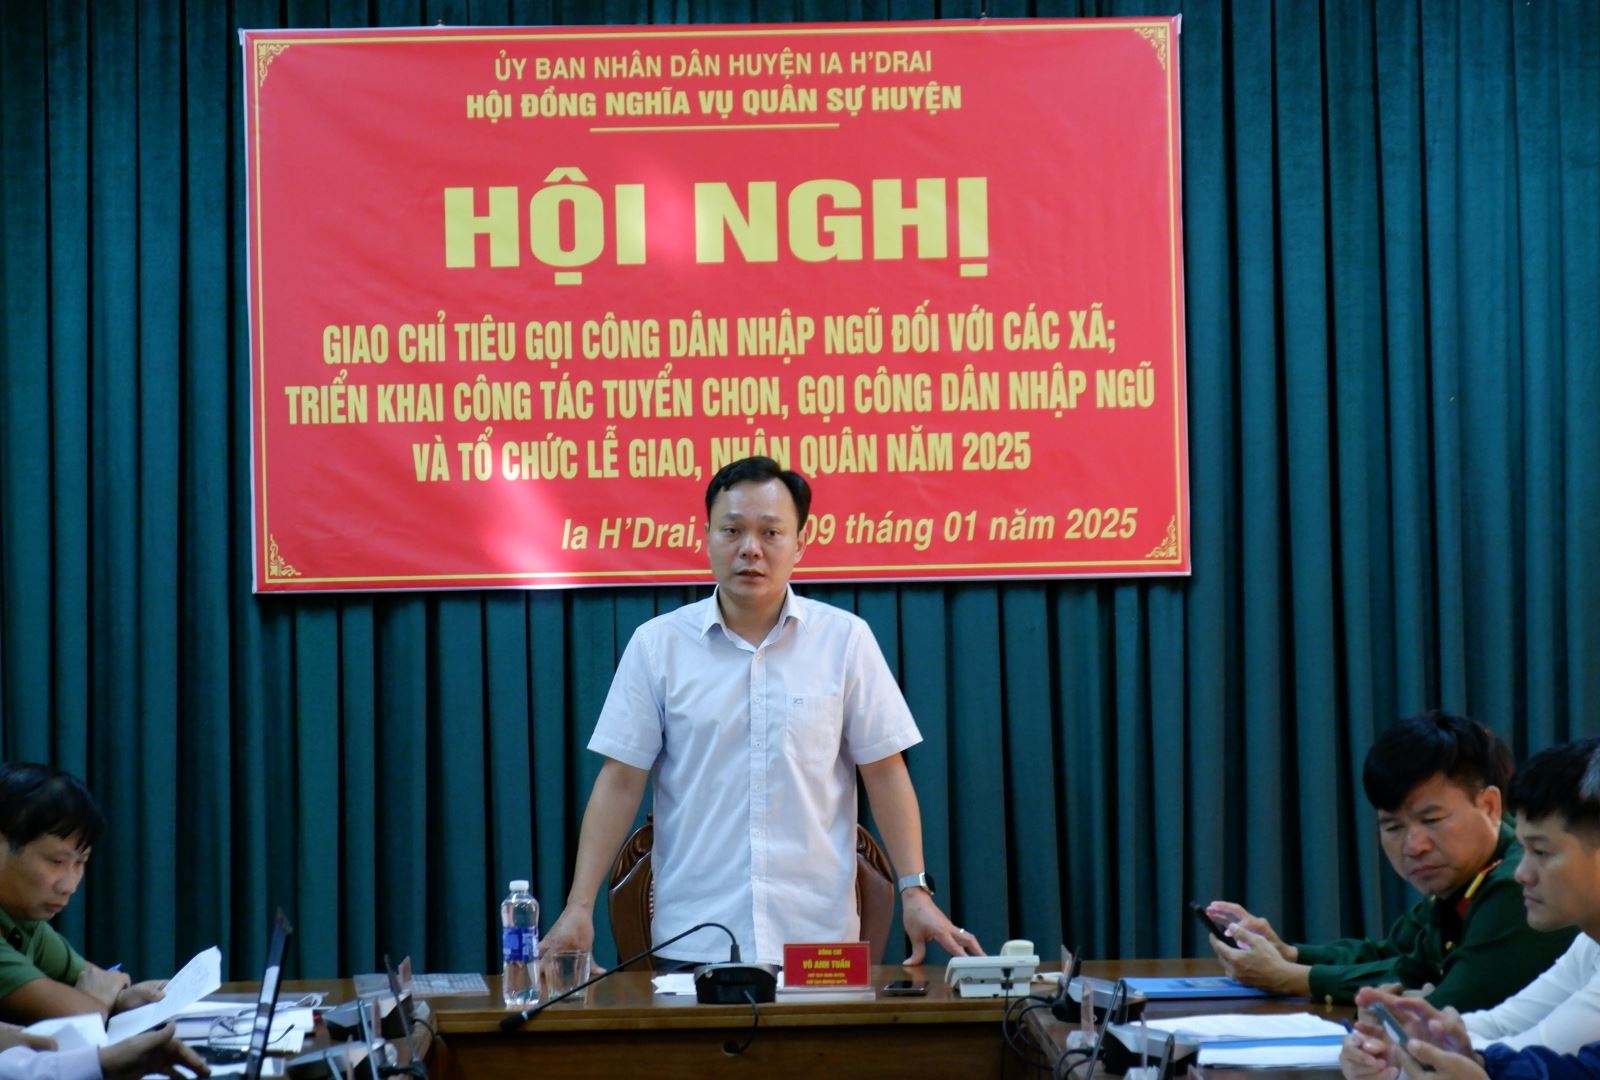 ỦY BAN NHÂN DÂN HUYỆN IA H'DRAI
HỘI ĐỒNG NGHĨA VỤ QUÂN SỰ HUYỆN
HỘI NGHỊ
GIAO CHỈ TIÊU GỌI CÔNG DÂN NHẬP NGŨ ĐỐI VỚI CÁC XÃ;
TRIỂN KHAI CÔNG TÁC TUYỂN CHỌN, GỌI CÔNG DÂN NHẬP NGŨ
VÀ TỔ CHỨC LỄ GIAO, NHẬN QUÂN NĂM 2025
Ia H'Drai, 09 tháng 01 năm 2025
ĐỒNG CHÍ
VÕ ANH TUẤN